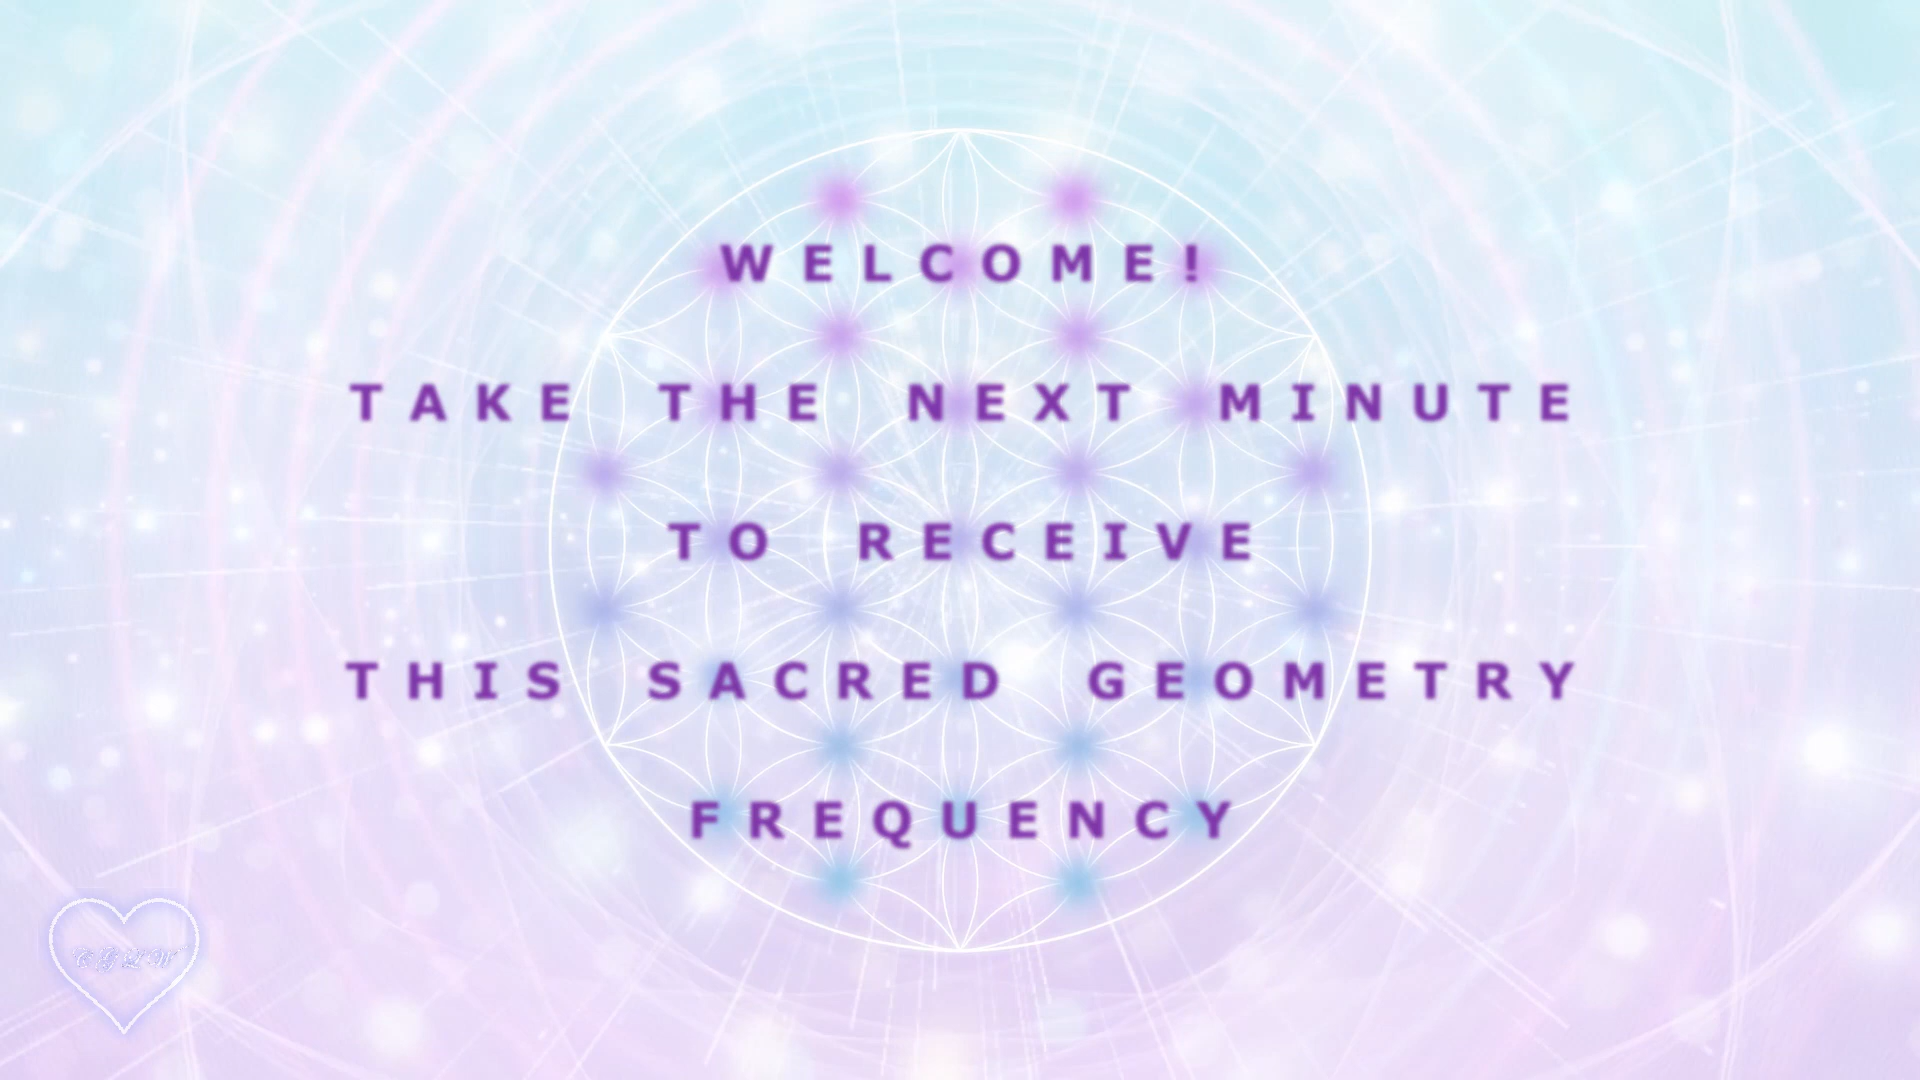 WELCOME!
TAKE THE NEXT MINUTE
TO RECEIVE
THIS SACRED GEOMETRY
FREQUENCY